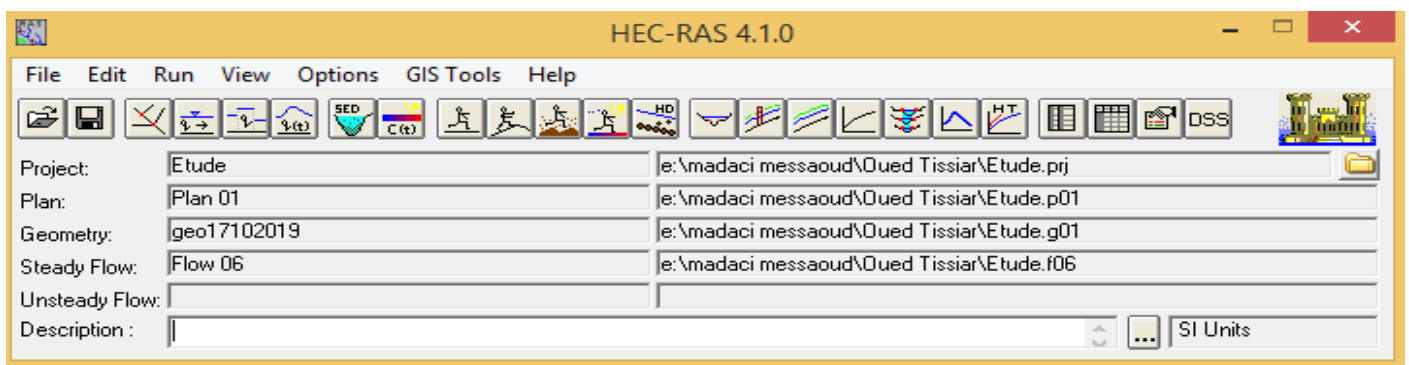 HEC-RAS 4.1.0
File Edit Run View Options GIS Tools Help
SED C(t) HD H T DSS
Project: Etude e:\madaci messaoud\Oued Tissiar\Etude.prj
Plan: Plan 01 e:\madaci messaoud\Oued Tissiar\Etude.p01
Geometry: geo17102019 e:\madaci messaoud\Oued Tissiar\Etude.g01
Steady Flow: Flow 06 e:\madaci messaoud\Oued Tissiar\Etude.f06
Unsteady Flow:
Description : ... SI Units